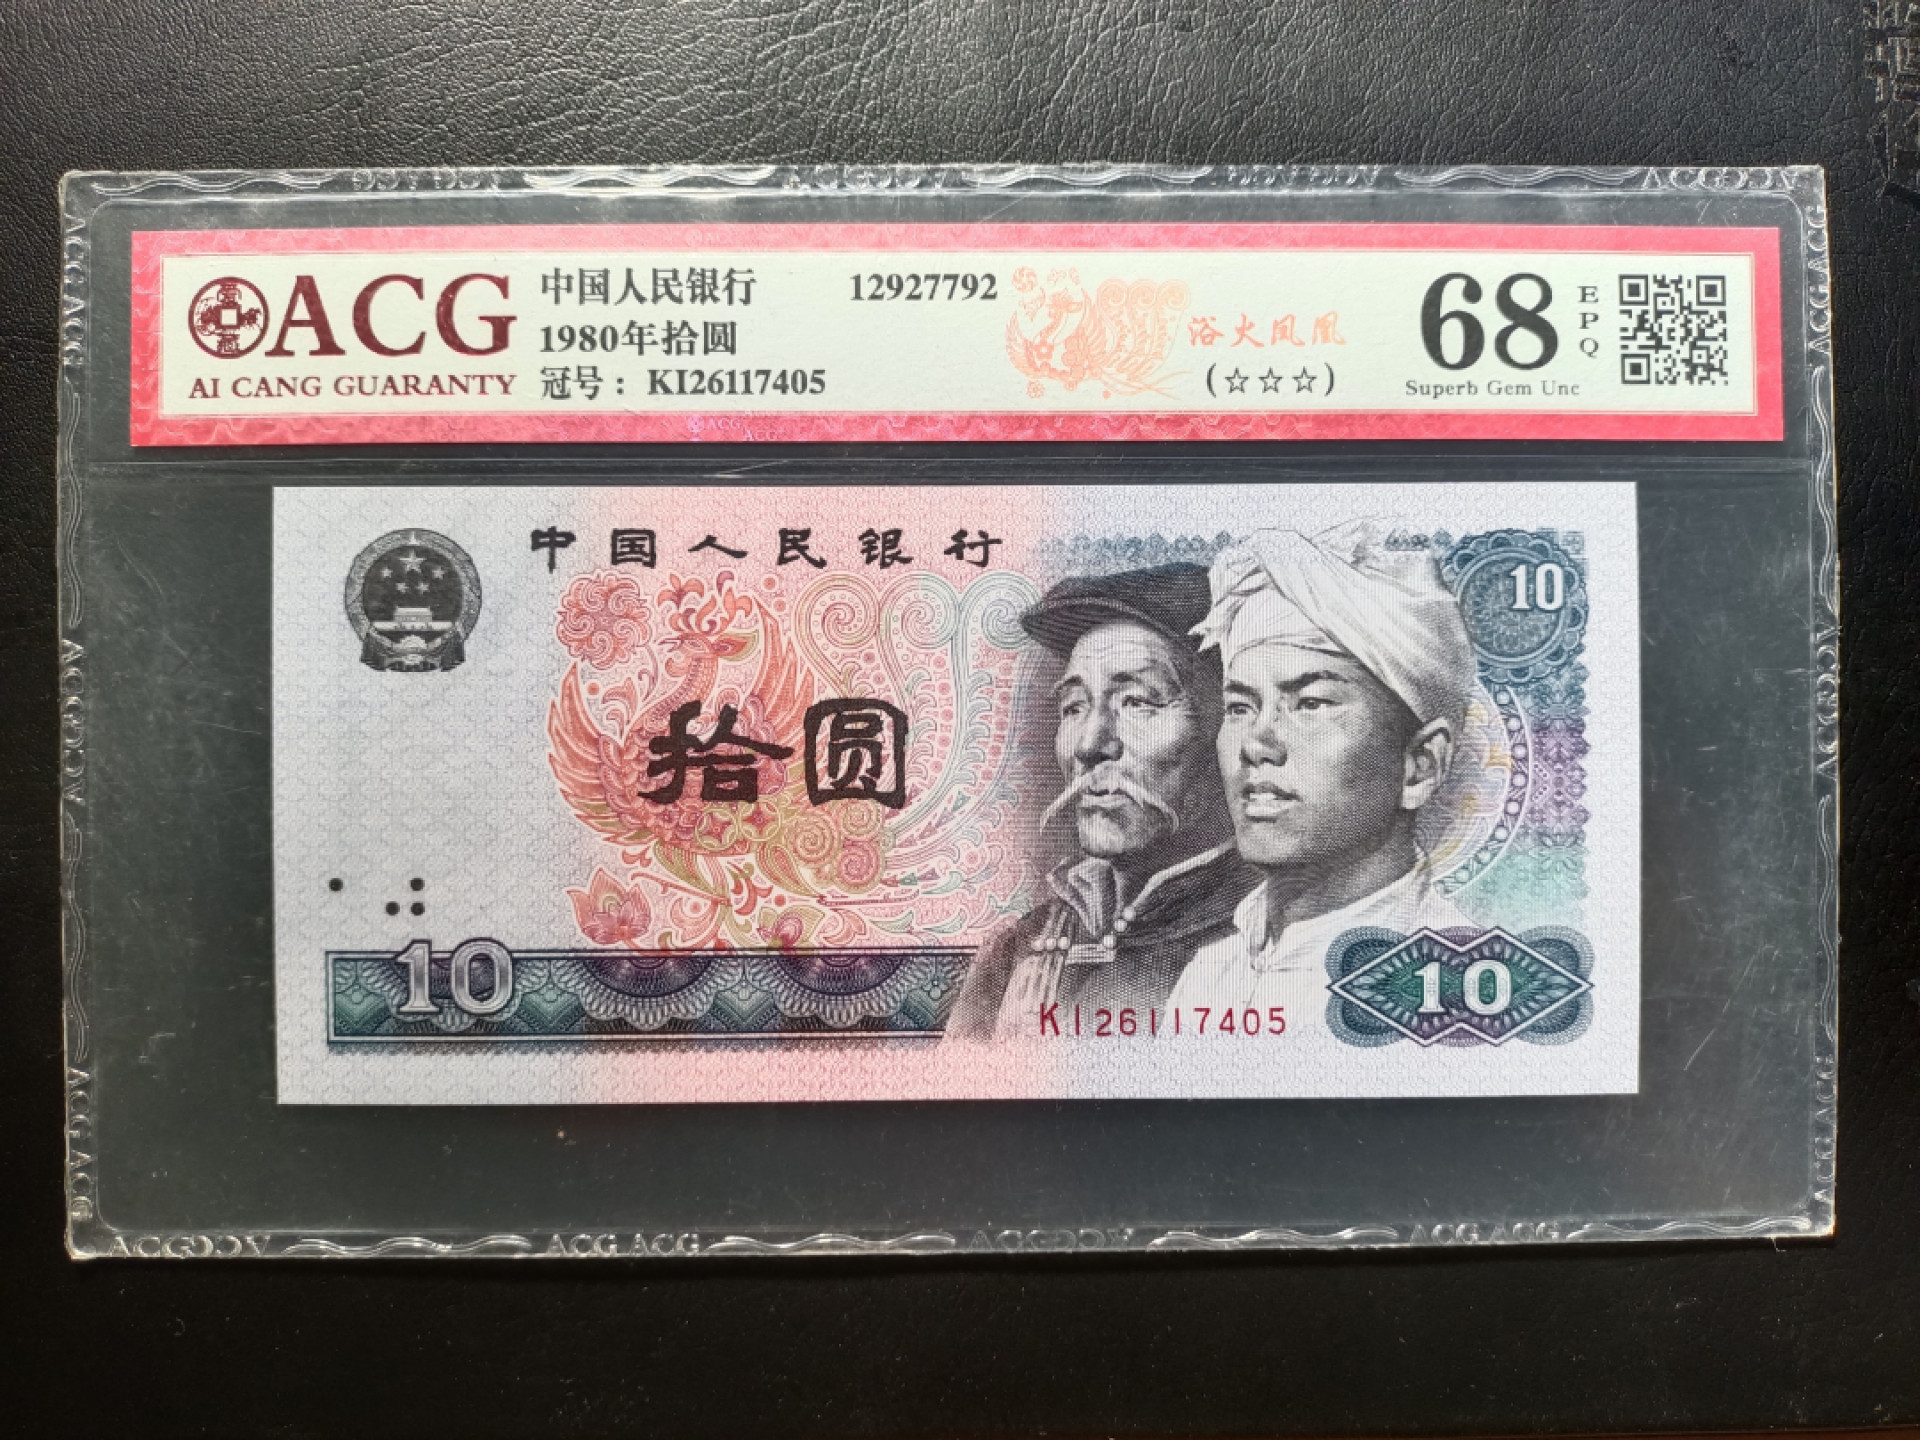 ACG
AI CANG GUARANTY
中国人民银行
1980年拾圆
冠号：KI26117405
12927792
浴火凤凰
(☆☆☆)
68
EPQ
Superb Gem Unc
中国人民银行
10
拾圆
10
KI26117405
10
ACG ACG